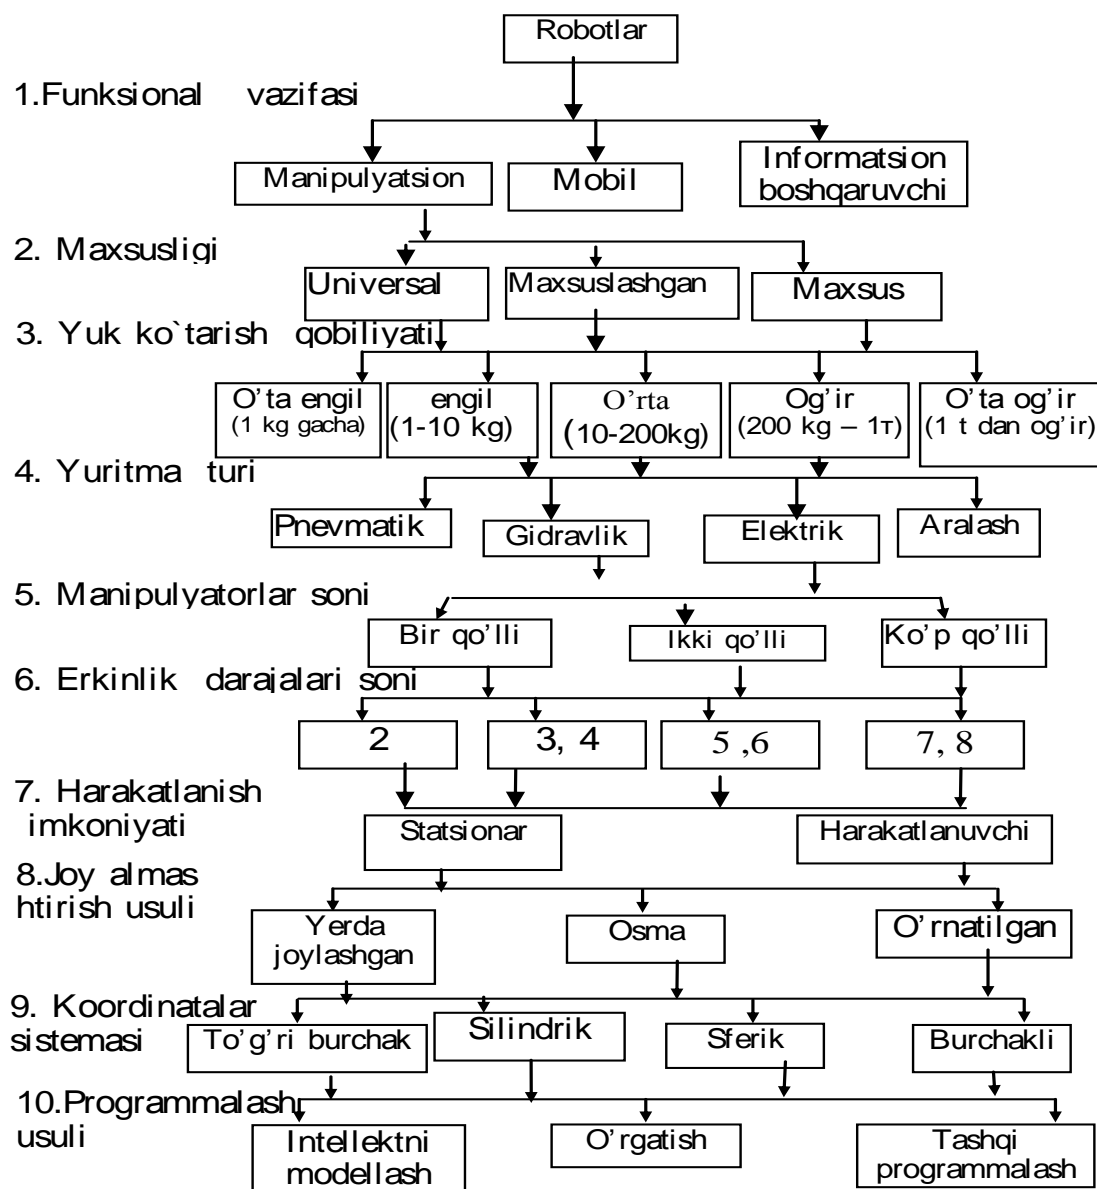 Robotlar
1.Funksional vazifasi
Manipulyatsion
Mobil
Informatsion
boshqaruvchi
2. Maxsusligi
Universal
Maxsuslashgan
Maxsus
3. Yuk ko`tarish qobiliyati
O’ta engil
(1 kg gacha)
engil
(1-10 kg)
O’rta
(10-200kg)
Og’ir
(200 kg – 1т)
O’ta og’ir
(1 t dan og’ir)
4. Yuritma turi
Pnevmatik
Gidravlik
Elektrik
Aralash
5. Manipulyatorlar soni
Bir qo’lli
Ikki qo’lli
Ko’p qo’lli
6. Erkinlik darajalari soni
2
3, 4
5 ,6
7, 8
7. Harakatlanish
imkoniyati
Statsionar
Harakatlanuvchi
8.Joy almas
htirish usuli
Yerda
joylashgan
Osma
O’rnatilgan
9. Koordinatalar
sistemasi
To’g’ri burchak
Silindrik
Sferik
Burchakli
10.Programmalash
usuli
Intellektni
modellash
O’rgatish
Tashqi
programmalash